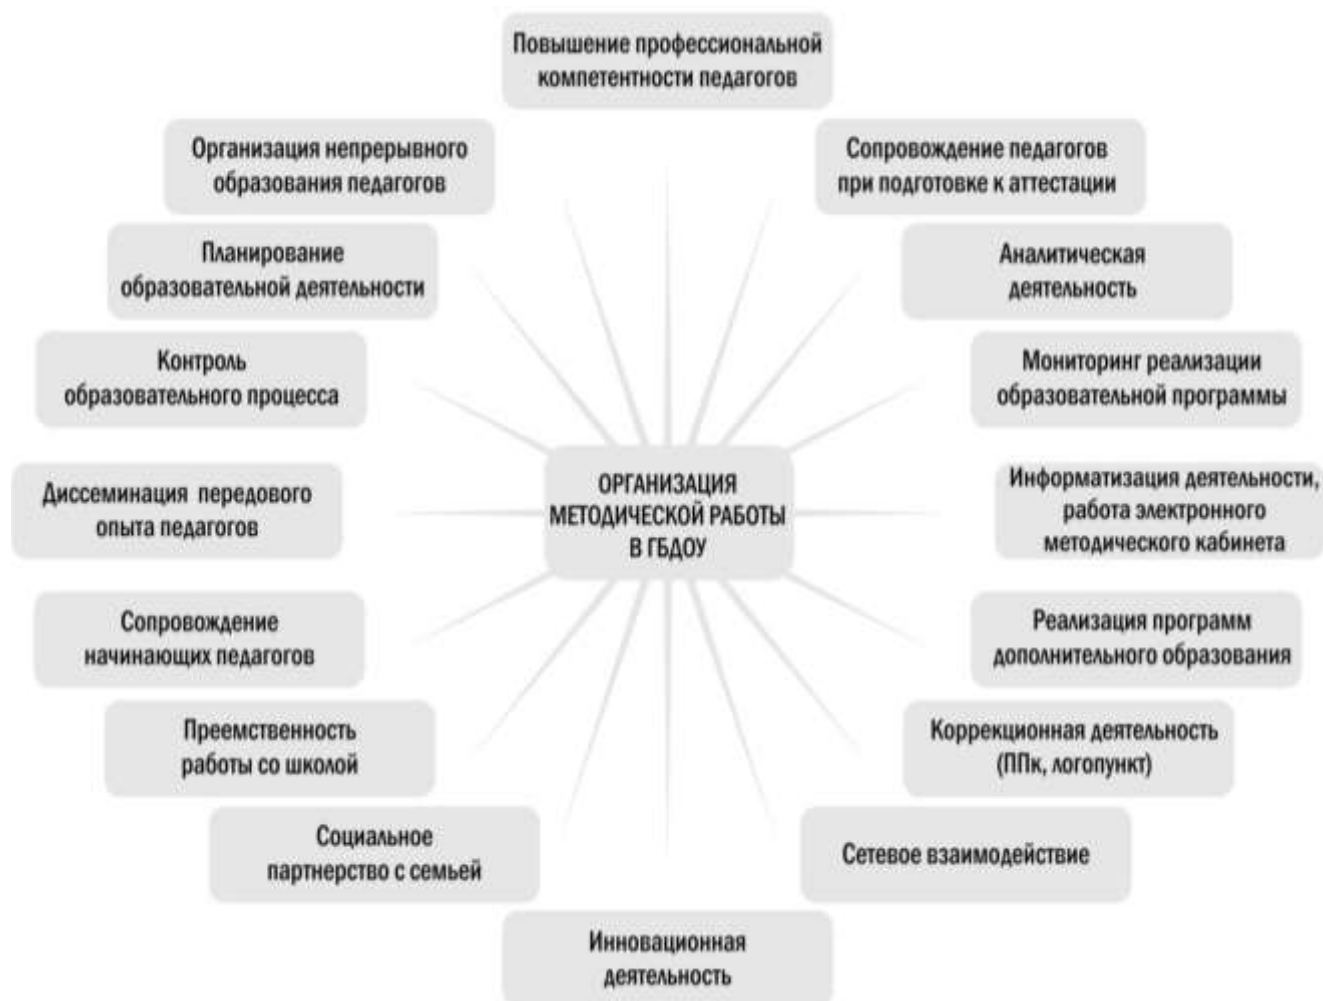 Повышение профессиональной
компетентности педагогов
Организация непрерывного
образования педагогов
Сопровождение педагогов
при подготовке к аттестации
Планирование
образовательной деятельности
Аналитическая
деятельность
Контроль
образовательного процесса
Мониторинг реализации
образовательной программы
Диссеминация передового
опыта педагогов
ОРГАНИЗАЦИЯ
МЕТОДИЧЕСКОЙ РАБОТЫ
В ГБДОУ
Информатизация деятельности,
работа электронного
методического кабинета
Сопровождение
начинающих педагогов
Реализация программ
дополнительного образования
Преемственность
работы со школой
Коррекционная деятельность
(ППк, логопункт)
Социальное
партнерство с семьей
Сетевое взаимодействие
Инновационная
деятельность